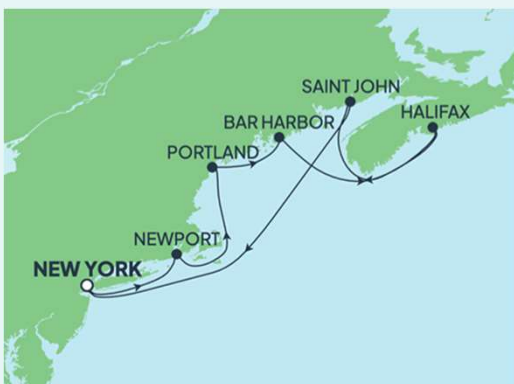 SAINT JOHN
HALIFAX
BAR HARBOR
PORTLAND
NEWPORT
NEW YORK